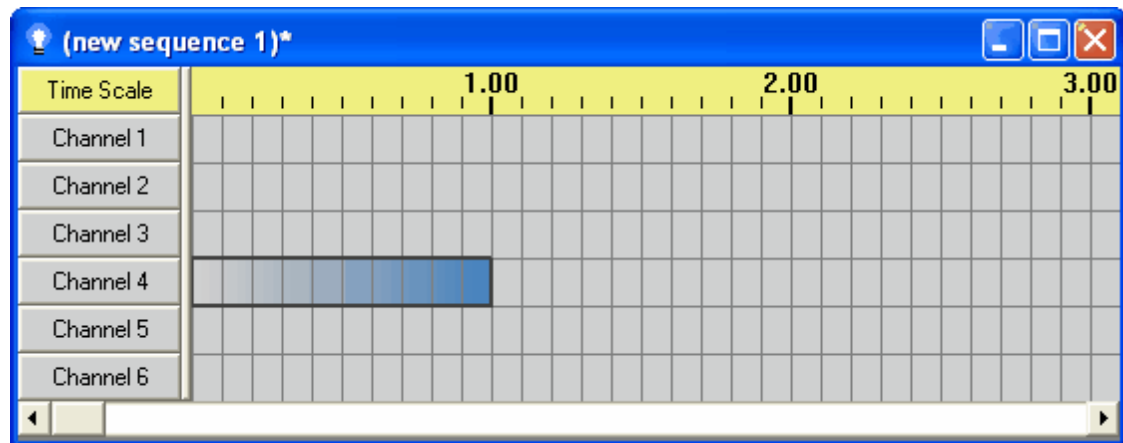 (new sequence 1)*
Time Scale 1.00 2.00 3.00
Channel 1
Channel 2
Channel 3
Channel 4
Channel 5
Channel 6